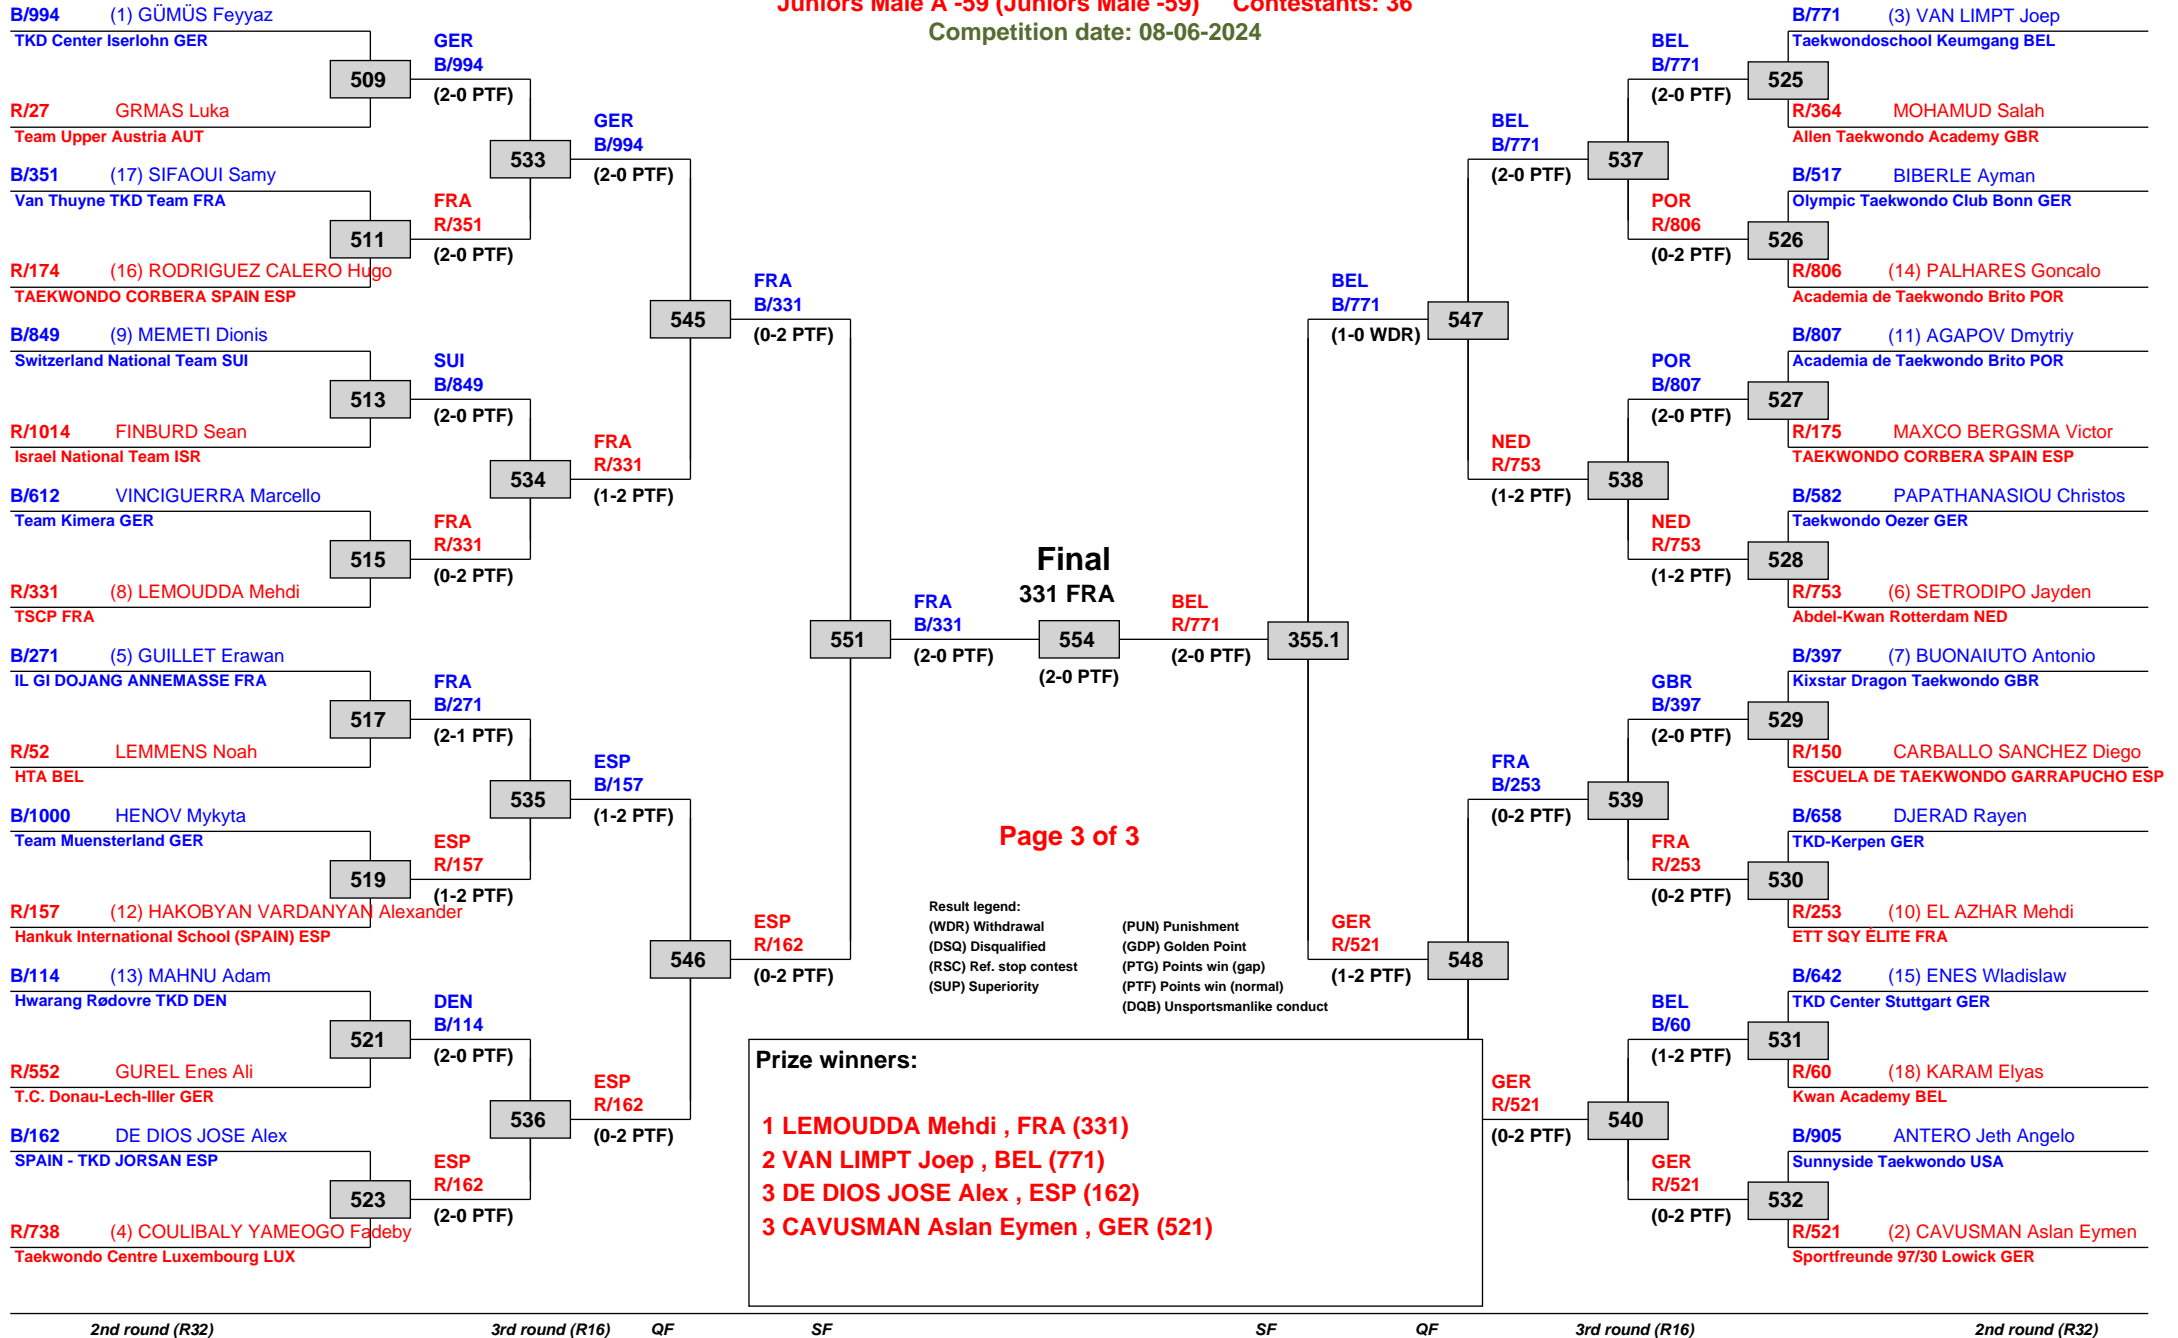 Juniors Male A -59 (Juniors Male -59) Contestants: 36
Competition date: 08-06-2024
B/994 (1) GÜMÜS Feyyaz
TKD Center Iserlohn GER
509
R/27 GRMAS Luka
Team Upper Austria AUT
B/351 (17) SIFAOUI Samy
Van Thuyne TKD Team FRA
511
R/174 (16) RODRIGUEZ CALERO Hugo
TAEKWONDO CORBERA SPAIN ESP
B/849 (9) MEMETI Dionis
Switzerland National Team SUI
513
R/1014 FINBURD Sean
Israel National Team ISR
B/612 VINCIGUERRA Marcello
Team Kimera GER
515
R/331 (8) LEMOUDDA Mehdi
TSCP FRA
B/271 (5) GUILLET Erawan
IL GI DOJANG ANNEMASSE FRA
517
R/52 LEMMENS Noah
HTA BEL
B/1000 HENOV Mykyta
Team Muensterland GER
519
R/157 (12) HAKOBYAN VARDANYAN Alexander
Hankuk International School (SPAIN) ESP
B/114 (13) MAHNU Adam
Hwarang Rødovre TKD DEN
521
R/552 GUREL Enes Ali
T.C. Donau-Lech-Iller GER
B/162 DE DIOS JOSE Alex
SPAIN - TKD JORSAN ESP
523
R/738 (4) COULIBALY YAMEOGO Fadeby
Taekwondo Centre Luxembourg LUX
GER
B/994
(2-0 PTF)
533
FRA
R/351
(2-0 PTF)
SUI
B/849
(2-0 PTF)
534
FRA
R/331
(0-2 PTF)
FRA
B/271
(2-1 PTF)
535
ESP
R/157
(1-2 PTF)
DEN
B/114
(2-0 PTF)
536
ESP
R/162
(2-0 PTF)
GER
B/994
(2-0 PTF)
545
FRA
R/331
(1-2 PTF)
ESP
B/157
(1-2 PTF)
546
ESP
R/162
(0-2 PTF)
FRA
B/331
(0-2 PTF)
551
ESP
R/162
(0-2 PTF)
FRA
B/331
(2-0 PTF)
Final
331 FRA
554
(2-0 PTF)
BEL
R/771
(2-0 PTF)
355.1
BEL
B/771
(1-0 WDR)
547
GER
R/521
(1-2 PTF)
548
BEL
B/771
(2-0 PTF)
537
NED
R/753
(1-2 PTF)
538
FRA
B/253
(0-2 PTF)
539
GER
R/521
(0-2 PTF)
540
BEL
B/771
(2-0 PTF)
525
POR
R/806
(0-2 PTF)
526
POR
B/807
(2-0 PTF)
527
NED
R/753
(1-2 PTF)
528
GBR
B/397
(2-0 PTF)
529
FRA
R/253
(0-2 PTF)
530
BEL
B/60
(1-2 PTF)
531
GER
R/521
(0-2 PTF)
532
B/771 (3) VAN LIMPT Joep
Taekwondoschool Keumgang BEL
R/364 MOHAMUD Salah
Allen Taekwondo Academy GBR
B/517 BIBERLE Ayman
Olympic Taekwondo Club Bonn GER
R/806 (14) PALHARES Goncalo
Academia de Taekwondo Brito POR
B/807 (11) AGAPOV Dmytriy
Academia de Taekwondo Brito POR
R/175 MAXCO BERGSMA Victor
TAEKWONDO CORBERA SPAIN ESP
B/582 PAPATHANASIOU Christos
Taekwondo Oezer GER
R/753 (6) SETRODIPO Jayden
Abdel-Kwan Rotterdam NED
B/397 (7) BUONAIUTO Antonio
Kixstar Dragon Taekwondo GBR
R/150 CARBALLO SANCHEZ Diego
ESCUELA DE TAEKWONDO GARRAPUCHO ESP
B/658 DJERAD Rayen
TKD-Kerpen GER
R/253 (10) EL AZHAR Mehdi
ETT SQY ÉLITE FRA
B/642 (15) ENES Wladislaw
TKD Center Stuttgart GER
R/60 (18) KARAM Elyas
Kwan Academy BEL
B/905 ANTERO Jeth Angelo
Sunnyside Taekwondo USA
R/521 (2) CAVUSMAN Aslan Eymen
Sportfreunde 97/30 Lowick GER
Page 3 of 3
Result legend:
(WDR) Withdrawal (PUN) Punishment
(DSQ) Disqualified (GDP) Golden Point
(RSC) Ref. stop contest (PTG) Points win (gap)
(SUP) Superiority (PTF) Points win (normal)
(DQB) Unsportsmanlike conduct
Prize winners:
1 LEMOUDDA Mehdi , FRA (331)
2 VAN LIMPT Joep , BEL (771)
3 DE DIOS JOSE Alex , ESP (162)
3 CAVUSMAN Aslan Eymen , GER (521)
2nd round (R32) 3rd round (R16) QF SF SF QF 3rd round (R16) 2nd round (R32)